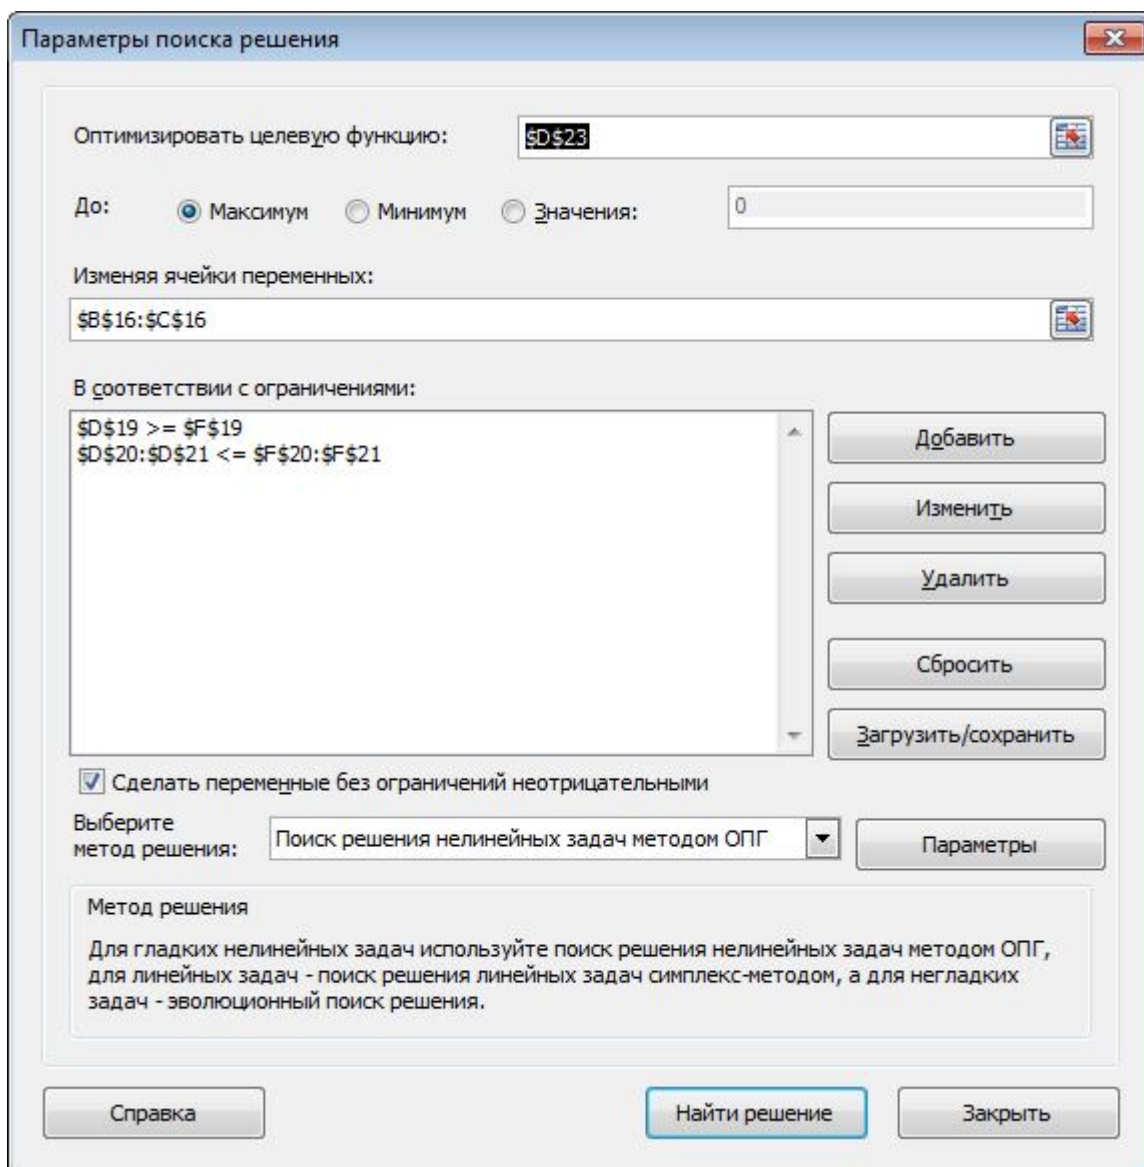 Параметры поиска решения
Оптимизировать целевую функцию: $D$23
До: Максимум Минимум Значения: 0
Изменяя ячейки переменных:
$B$16:$C$16
В соответствии с ограничениями:
$D$19 >= $F$19
$D$20:$D$21 <= $F$20:$F$21
Добавить
Изменить
Удалить
Сбросить
Загрузить/сохранить
Сделать переменные без ограничений неотрицательными
Выберите
метод решения:
Поиск решения нелинейных задач методом ОПГ
Параметры
Метод решения
Для гладких нелинейных задач используйте поиск решения нелинейных задач методом ОПГ,
для линейных задач - поиск решения линейных задач симплекс-методом, а для негладких
задач - эволюционный поиск решения.
Справка Найти решение Закрыть